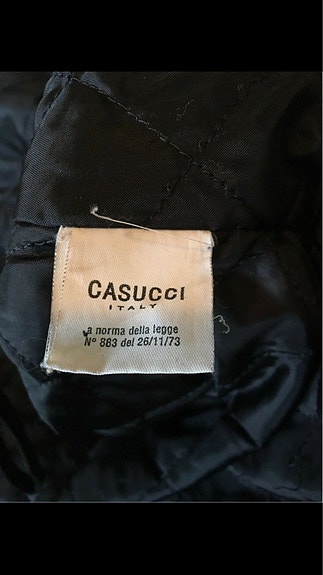 CASUCCI
ITALY
a norma della legge
N° 883 del 26/11/73